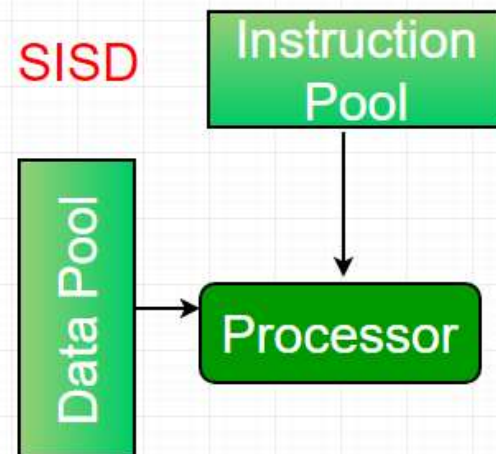 SISD
Instruction
Pool
Data Pool
Processor